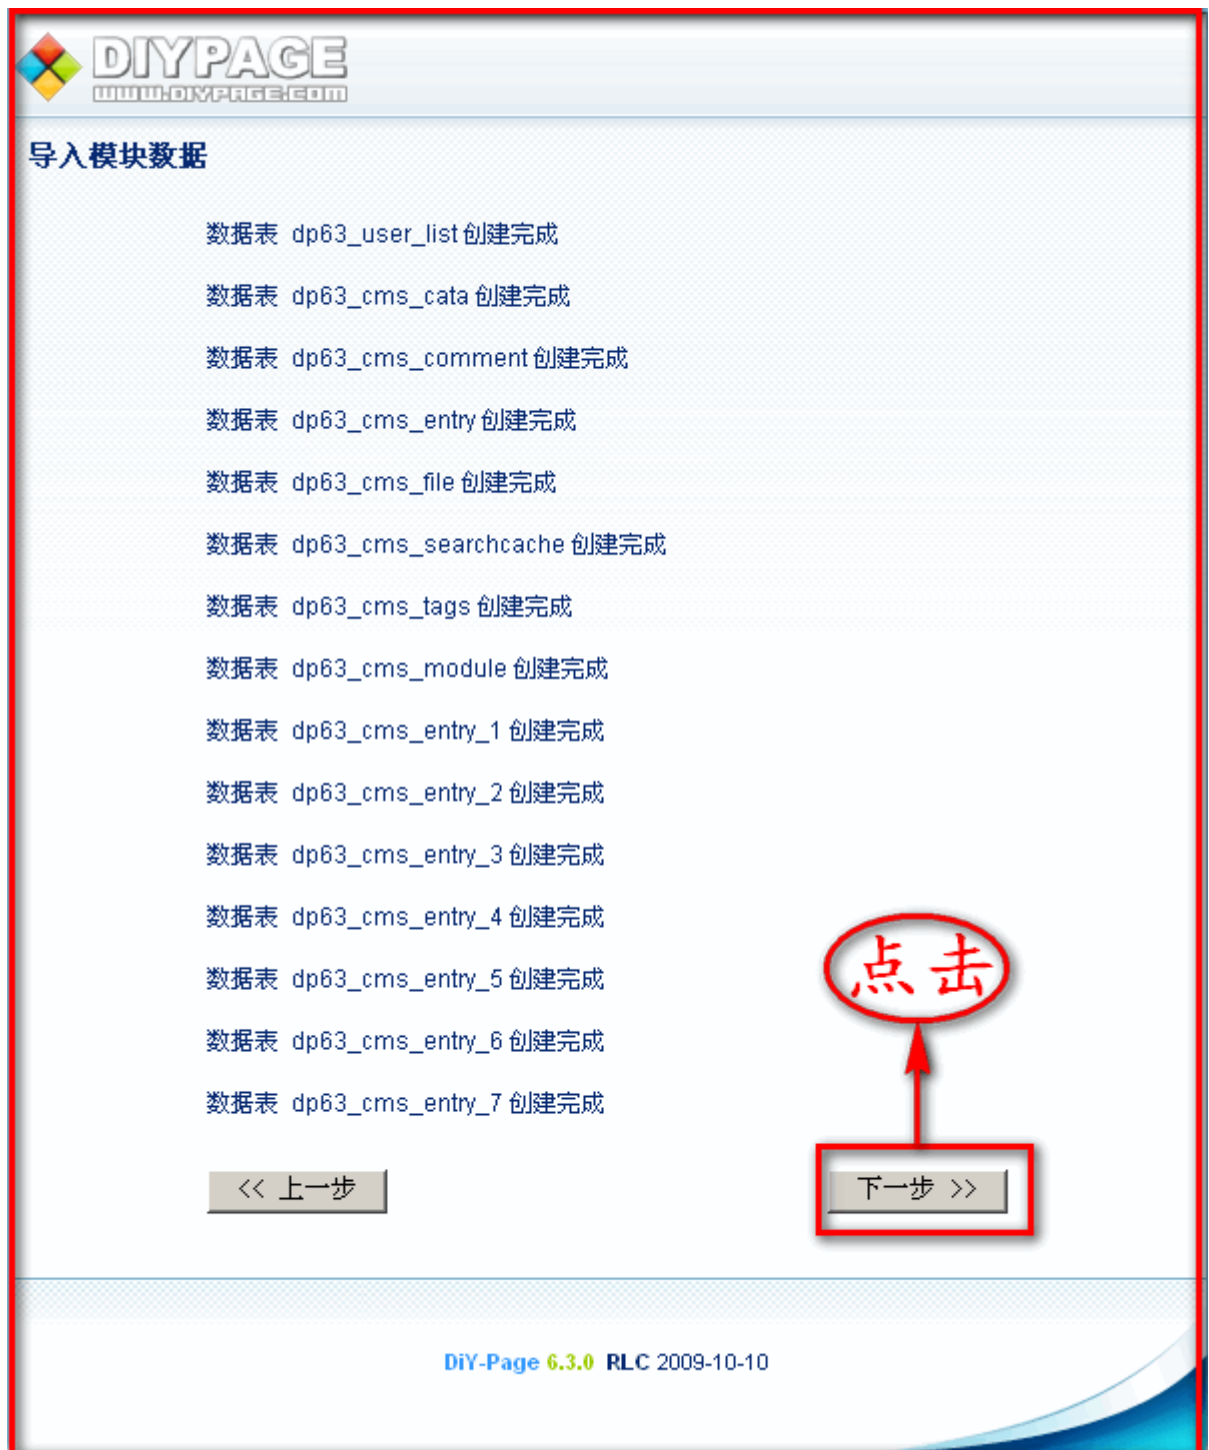 DIYPAGE
www.DIYPAGE.com
导入模块数据
数据表 dp63_user_list 创建完成
数据表 dp63_cms_cata 创建完成
数据表 dp63_cms_comment 创建完成
数据表 dp63_cms_entry 创建完成
数据表 dp63_cms_file 创建完成
数据表 dp63_cms_searchcache 创建完成
数据表 dp63_cms_tags 创建完成
数据表 dp63_cms_module 创建完成
数据表 dp63_cms_entry_1 创建完成
数据表 dp63_cms_entry_2 创建完成
数据表 dp63_cms_entry_3 创建完成
数据表 dp63_cms_entry_4 创建完成
点击
数据表 dp63_cms_entry_5 创建完成
数据表 dp63_cms_entry_6 创建完成
数据表 dp63_cms_entry_7 创建完成
<< 上一步 下一步 >>
DiY-Page 6.3.0 RLC 2009-10-10